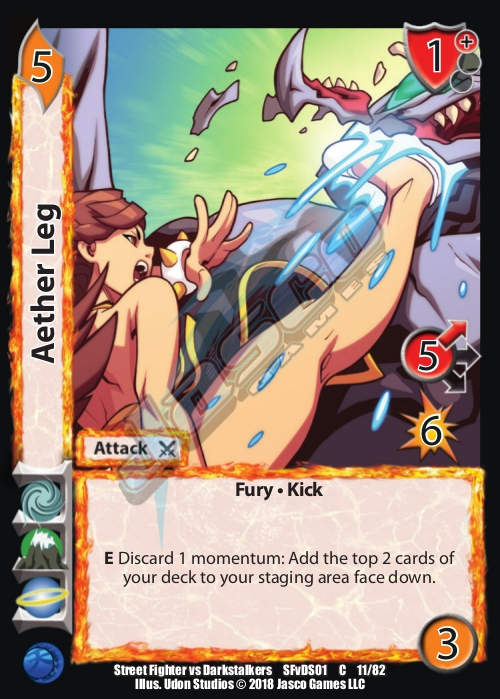 5
1
+
Aether Leg
5
6
Attack
Fury • Kick
E Discard 1 momentum: Add the top 2 cards of
your deck to your staging area face down.
3
Street Fighter vs Darkstalkers SFvDS01 C 11/82
Illus. Udon Studios © 2018 Jasco Games LLC
JASCO
GAMES